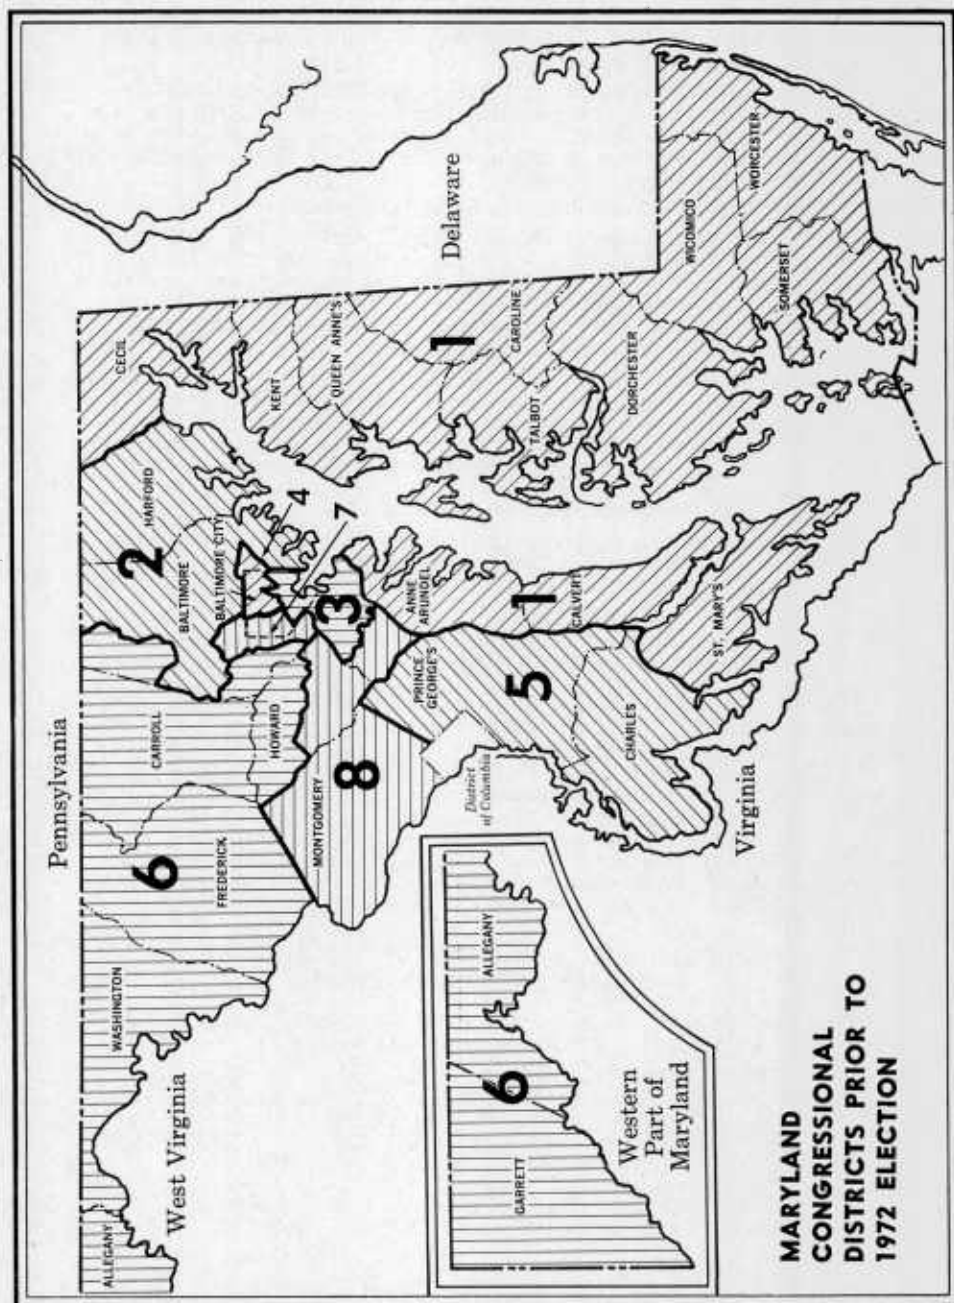 Pennsylvania
ALLEGANY
WASHINGTON
6
FREDERICK
CARROLL
2
BALTIMORE
HARFORD
CECIL
West Virginia
HOWARD
BALTIMORE CITY
4
7
KENT
MONTGOMERY
8
3
QUEEN ANNE'S
District
of Columbia
PRINCE
GEORGE'S
ANNE
ARUNDEL
1
CAROLINE
TALBOT
Delaware
5
1
CALVERT
CHARLES
ST. MARY'S
DORCHESTER
WICOMICO
WORCESTER
SOMERSET
Virginia
GARRETT
6
ALLEGANY
Western
Part of
Maryland
MARYLAND
CONGRESSIONAL
DISTRICTS PRIOR TO
1972 ELECTION